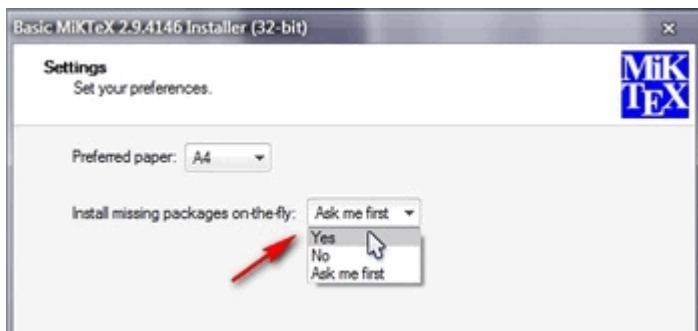 Basic MiKTeX 2.9.4146 Installer (32-bit)
Settings
Set your preferences.
MiK
TEX
Preferred paper: A4
Install missing packages on-the-fly: Ask me first
Yes
No
Ask me first